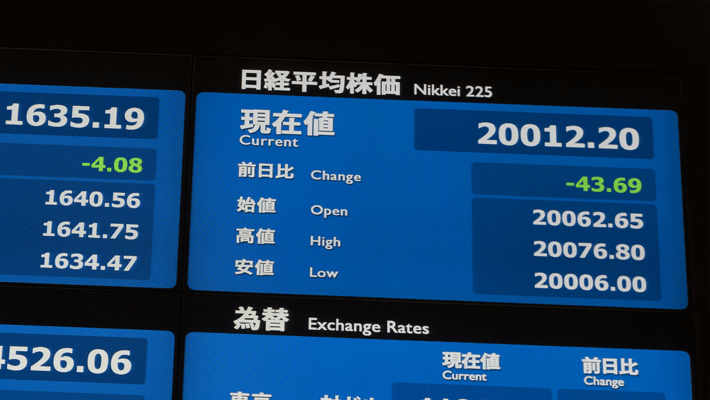 1635.19
-4.08
1640.56
1641.75
1634.47
4526.06
日経平均株価 Nikkei 225
現在値 20012.20
Current
前日比 Change -43.69
始値 Open 20062.65
高値 High 20076.80
安値 Low 20006.00
為替 Exchange Rates
現在値 前日比
Current Change